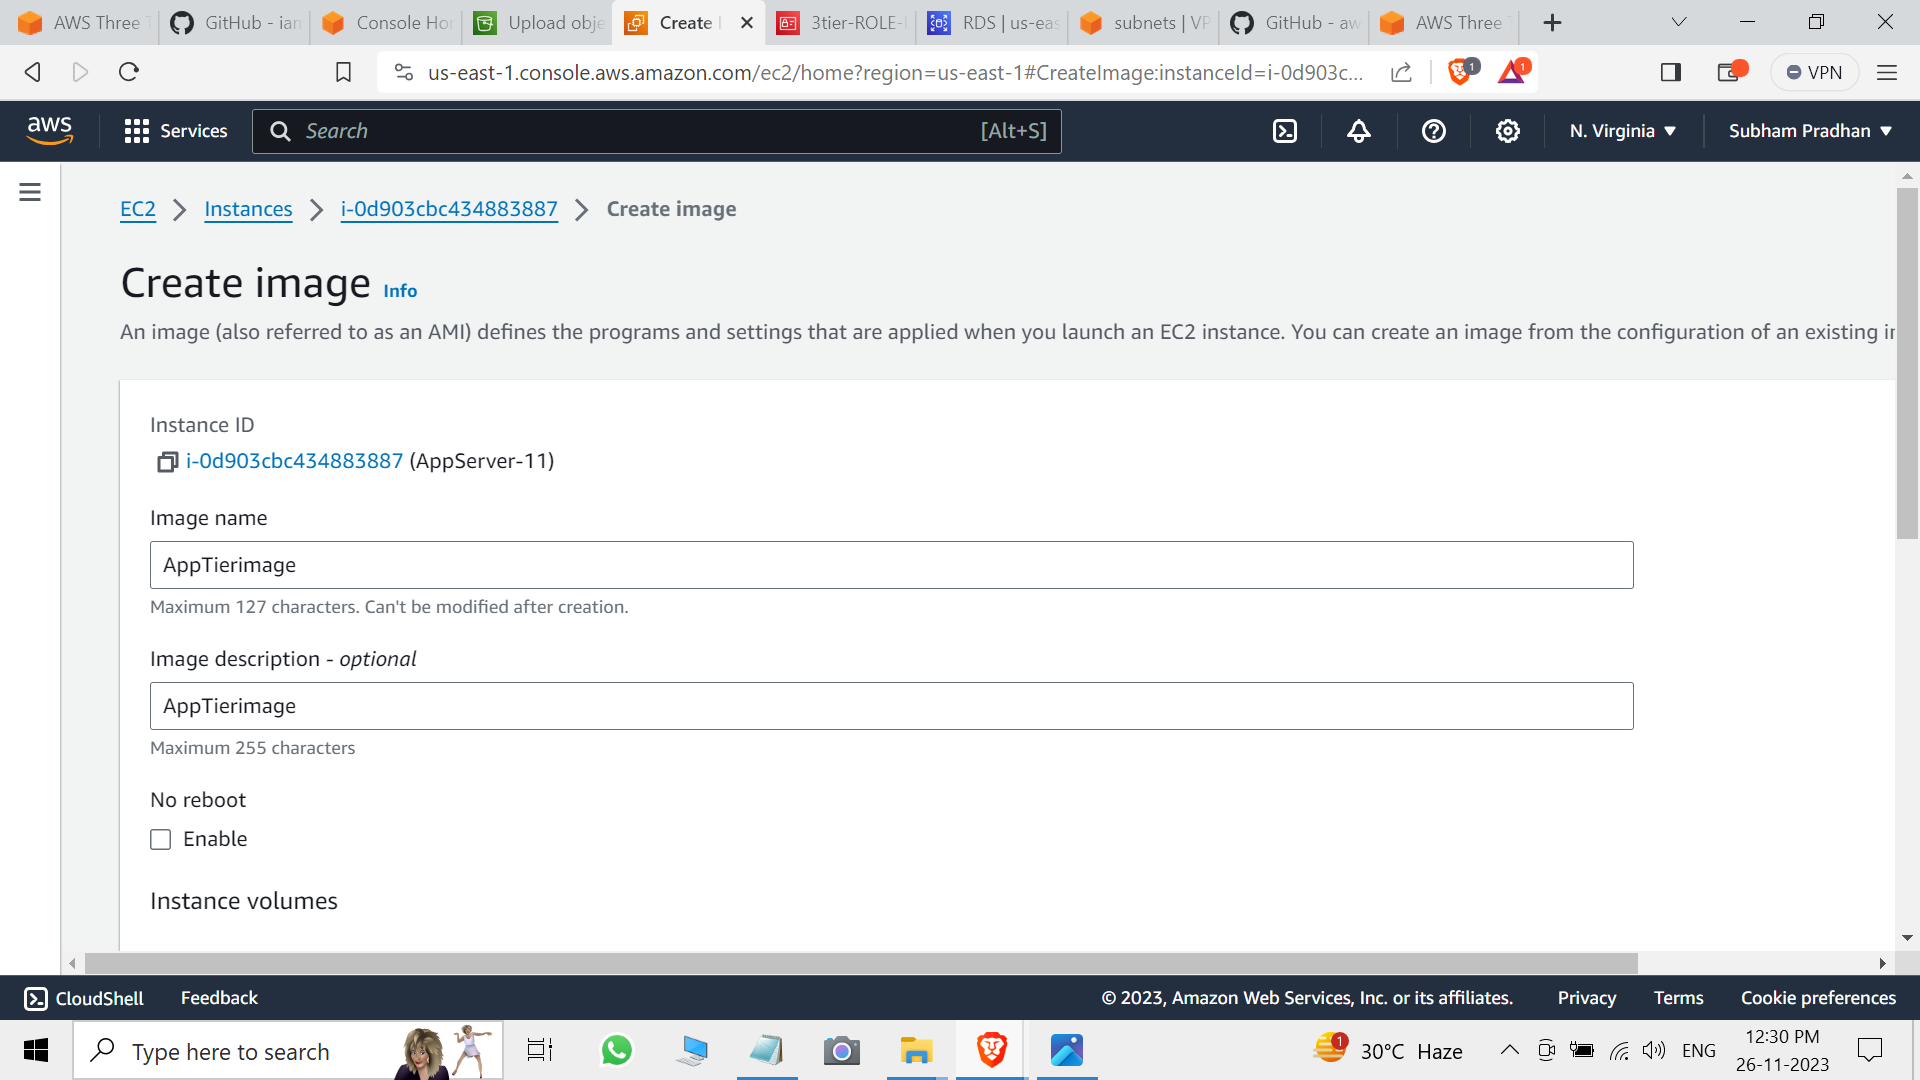 AWS Three T
GitHub - ian
Console Hor
Upload obje
Create I
3tier-ROLE-
RDS | us-eas
subnets | VP
GitHub - aw
AWS Three T
us-east-1.console.aws.amazon.com/ec2/home?region=us-east-1#CreateImage:instanceId=i-0d903c...
1
1
VPN
aws
Services
Search
[Alt+S]
N. Virginia
Subham Pradhan
EC2 > Instances > i-0d903cbc434883887 > Create image
Create image Info
An image (also referred to as an AMI) defines the programs and settings that are applied when you launch an EC2 instance. You can create an image from the configuration of an existing in
Instance ID
i-0d903cbc434883887 (AppServer-11)
Image name
AppTierimage
Maximum 127 characters. Can't be modified after creation.
Image description - optional
AppTierimage
Maximum 255 characters
No reboot
Enable
Instance volumes
CloudShell
Feedback
© 2023, Amazon Web Services, Inc. or its affiliates.
Privacy
Terms
Cookie preferences
Type here to search
1
30°C Haze
ENG
12:30 PM
26-11-2023